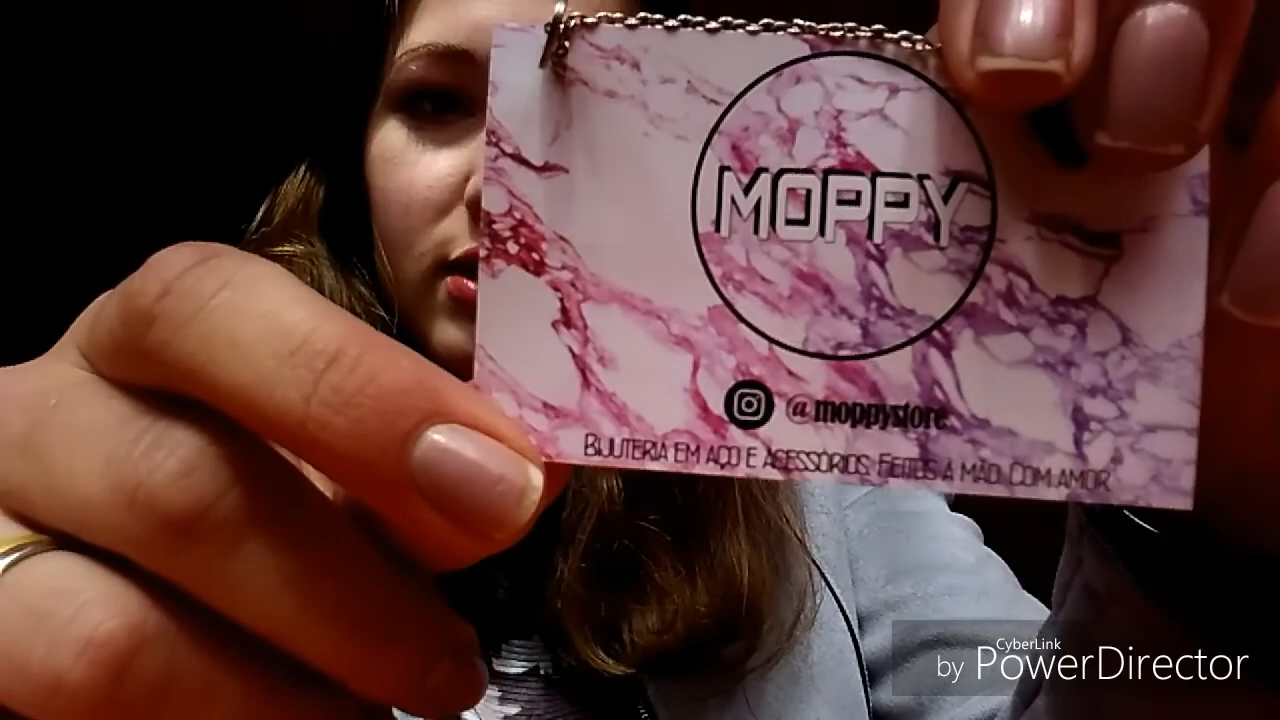 MOPPY
@moppystore
BIJUTERIA EM AÇO E ACESSÓRIOS. FEITOS A MÃO. COM AMOR
CyberLink
by PowerDirector